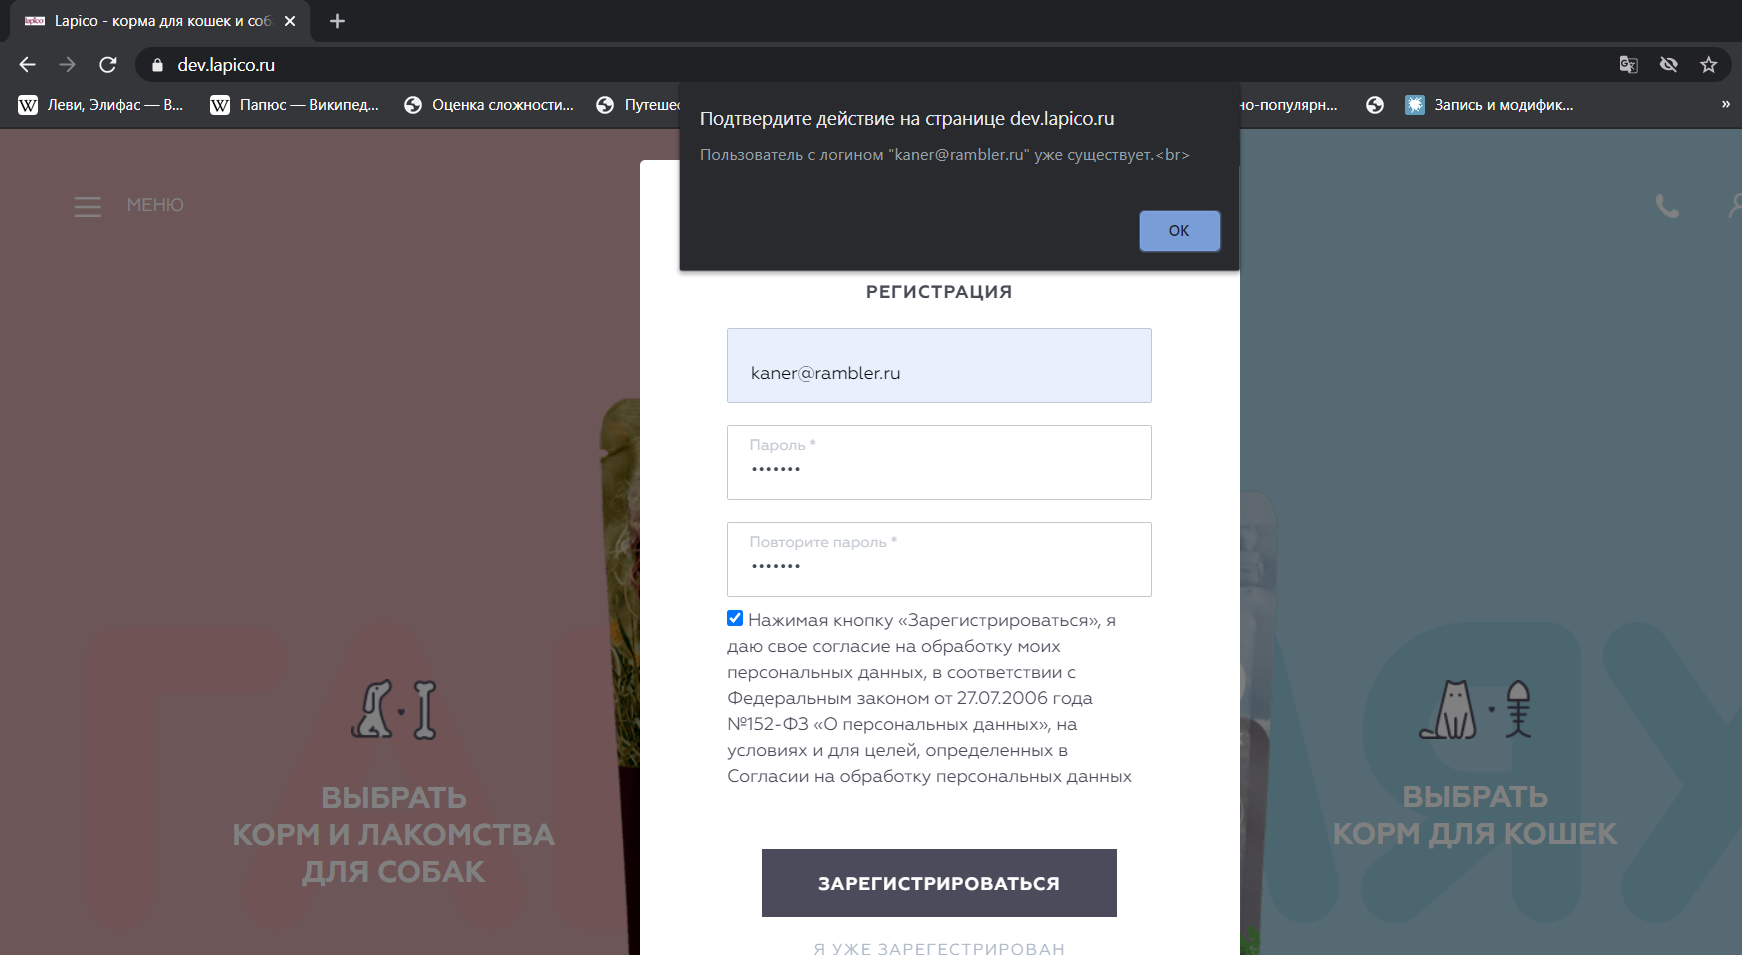 lapico Lapico - корма для кошек и соб
dev.lapico.ru
Леви, Элифас — В... Папюс — Википед... Оценка сложности... Путешес но-популярн... Запись и модифик... »
Подтвердите действие на странице dev.lapico.ru
Пользователь с логином "kaner@rambler.ru" уже существует.<br>
OK
МЕНЮ
РЕГИСТРАЦИЯ
kaner@rambler.ru
Пароль *
•••••••
Повторите пароль *
•••••••
Нажимая кнопку «Зарегистрироваться», я
даю свое согласие на обработку моих
персональных данных, в соответствии с
Федеральным законом от 27.07.2006 года
№152-ФЗ «О персональных данных», на
условиях и для целей, определенных в
Согласии на обработку персональных данных
ЗАРЕГИСТРИРОВАТЬСЯ
Я УЖЕ ЗАРЕГЕСТРИРОВАН
ВЫБРАТЬ
КОРМ И ЛАКОМСТВА
ДЛЯ СОБАК
ВЫБРАТЬ
КОРМ ДЛЯ КОШЕК